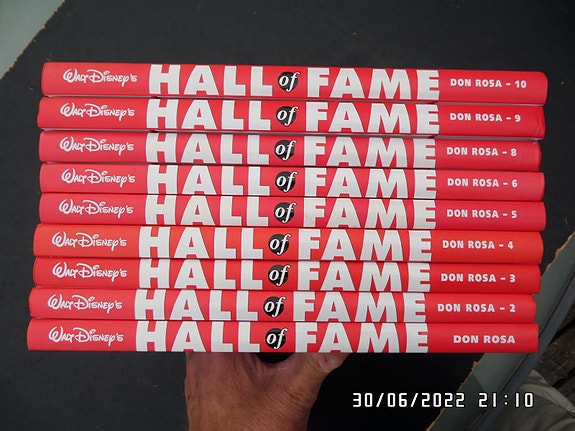 Walt Disney's HALL of FAME DON ROSA – 10
Walt Disney's HALL of FAME DON ROSA – 9
Walt Disney's HALL of FAME DON ROSA – 8
Walt Disney's HALL of FAME DON ROSA – 6
Walt Disney's HALL of FAME DON ROSA – 5
Walt Disney's HALL of FAME DON ROSA – 4
Walt Disney's HALL of FAME DON ROSA – 3
Walt Disney's HALL of FAME DON ROSA – 2
Walt Disney's HALL of FAME DON ROSA
30/06/2022 21:10